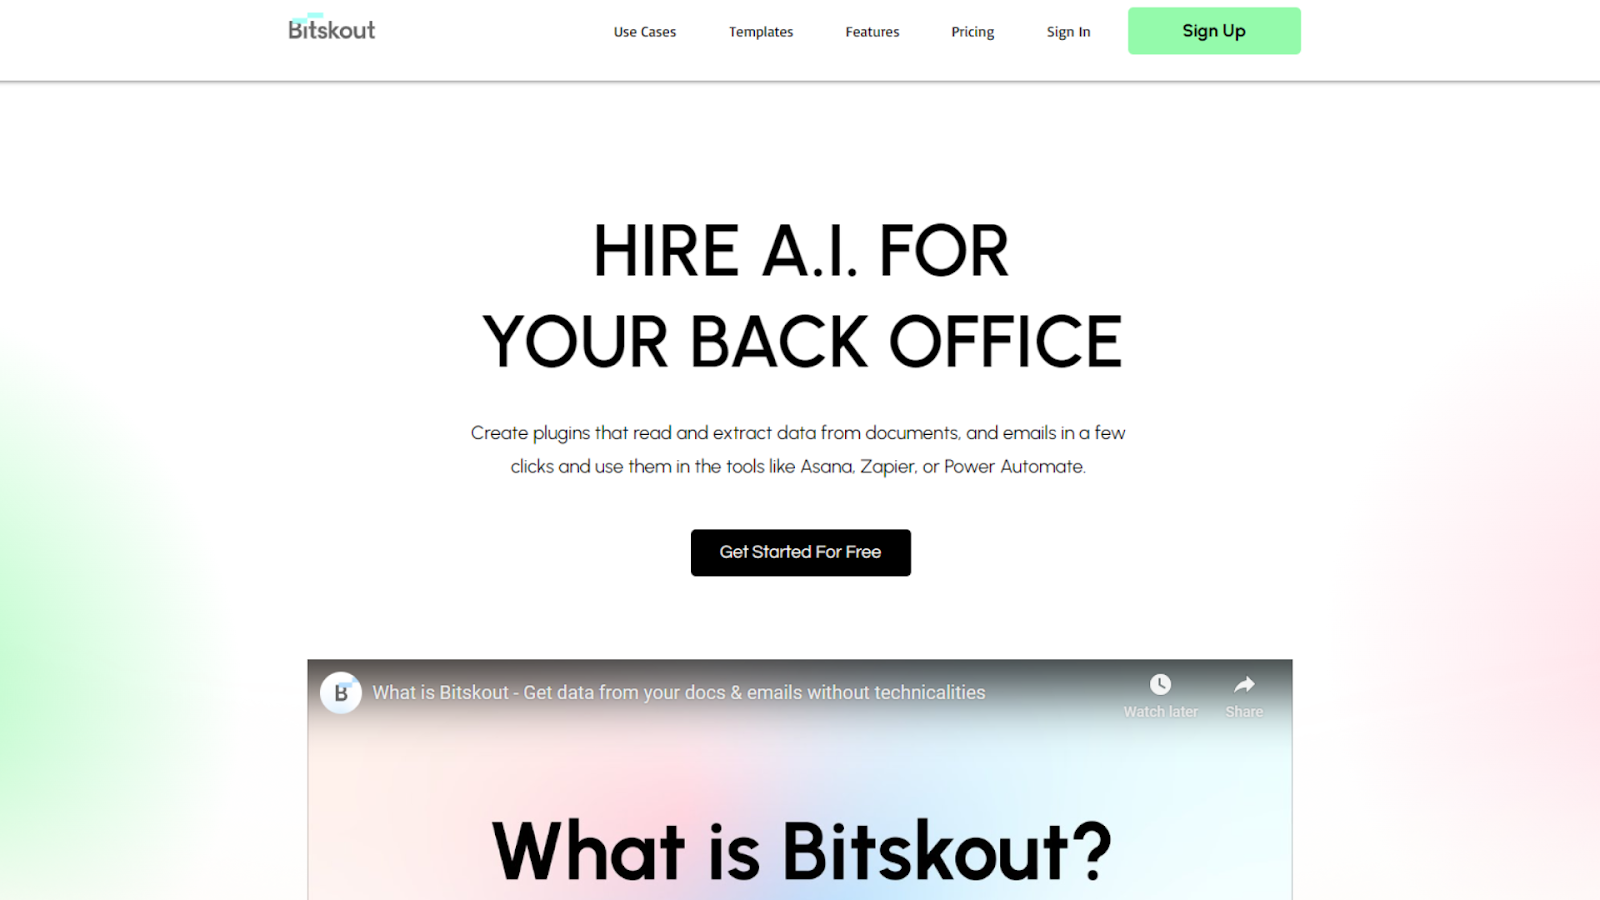 Bitskout
Use Cases
Templates
Features
Pricing
Sign In
Sign Up
HIRE A.I. FOR
YOUR BACK OFFICE
Create plugins that read and extract data from documents, and emails in a few
clicks and use them in the tools like Asana, Zapier, or Power Automate.
Get Started For Free
B
What is Bitskout - Get data from your docs & emails without technicalities
Watch later
Share
What is Bitskout?